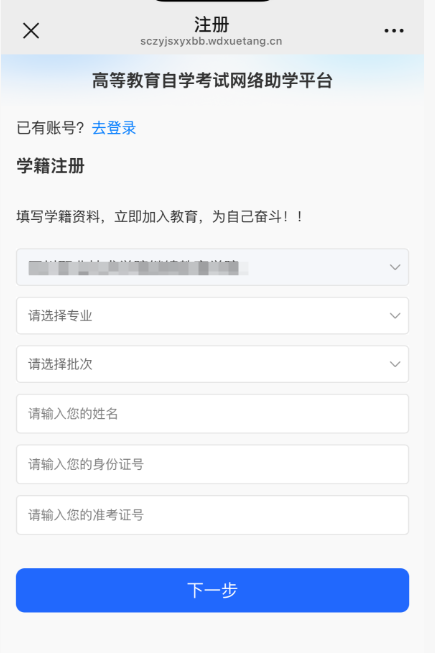 注册
sczyjsxyxbb.wdxuetang.cn
高等教育自学考试网络助学平台
已有账号？去登录
学籍注册
填写学籍资料，立即加入教育，为自己奋斗！！
请选择专业
请选择批次
请输入您的姓名
请输入您的身份证号
请输入您的准考证号
下一步